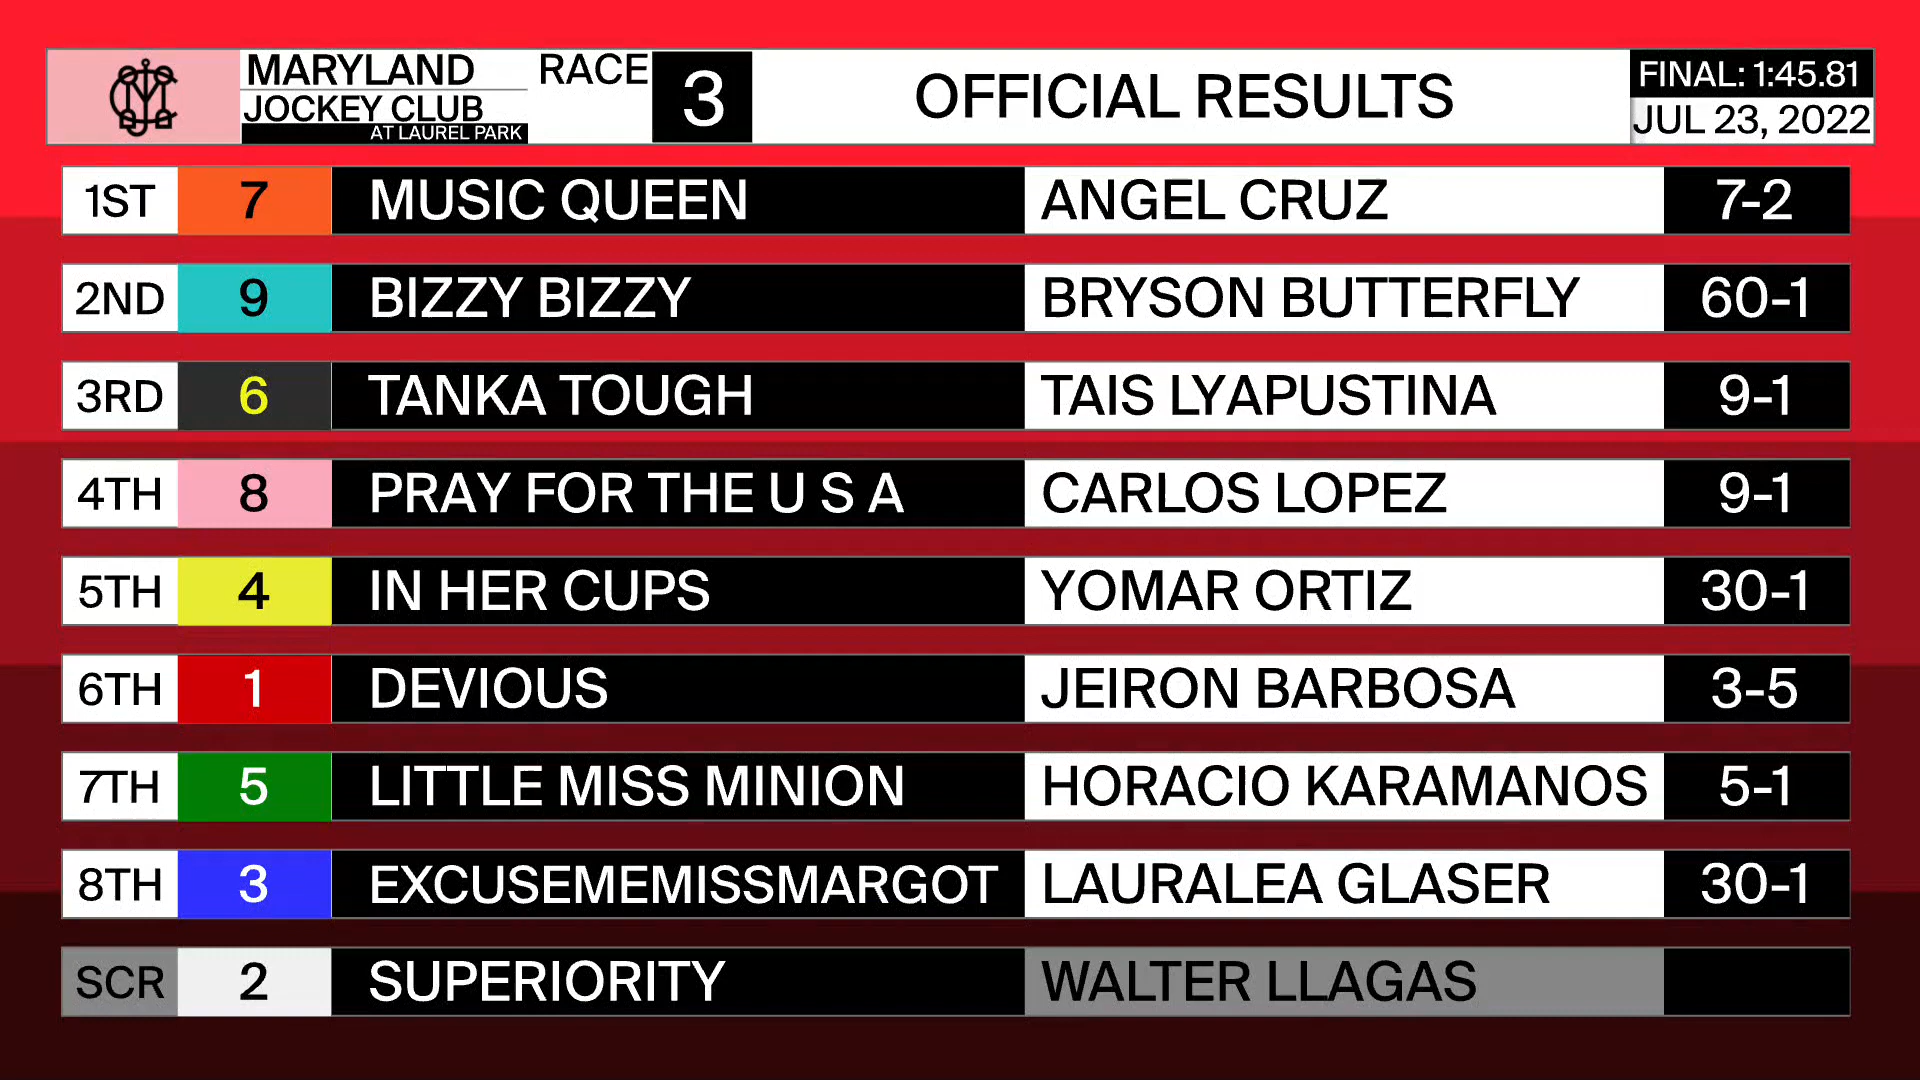 MARYLAND
JOCKEY CLUB
AT LAUREL PARK
RACE 3
OFFICIAL RESULTS
FINAL: 1:45.81
JUL 23, 2022
1ST 7 MUSIC QUEEN ANGEL CRUZ 7-2
2ND 9 BIZZY BIZZY BRYSON BUTTERFLY 60-1
3RD 6 TANKA TOUGH TAIS LYAPUSTINA 9-1
4TH 8 PRAY FOR THE U S A CARLOS LOPEZ 9-1
5TH 4 IN HER CUPS YOMAR ORTIZ 30-1
6TH 1 DEVIOUS JEIRON BARBOSA 3-5
7TH 5 LITTLE MISS MINION HORACIO KARAMANOS 5-1
8TH 3 EXCUSEMEMISSMARGOT LAURALEA GLASER 30-1
SCR 2 SUPERIORITY WALTER LLAGAS